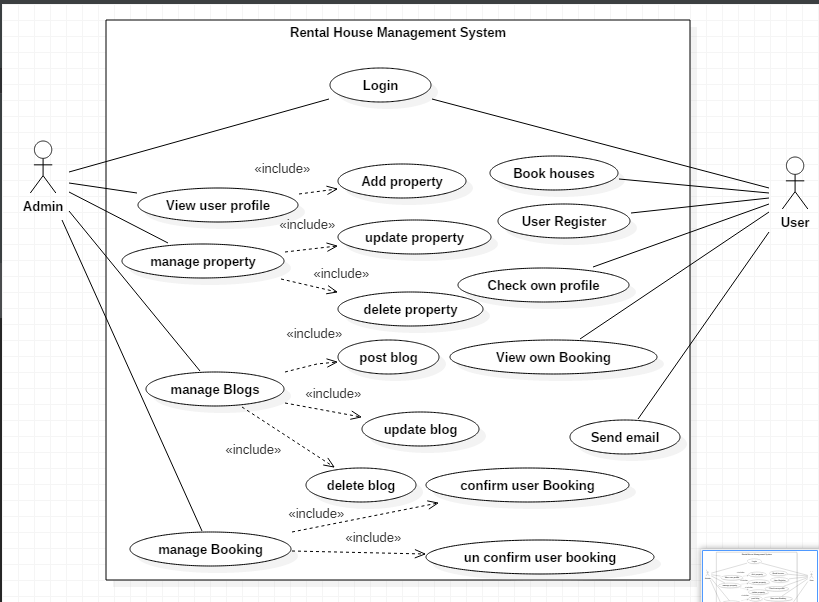 Rental House Management System
Login
«include»
Add property
Book houses
Admin
View user profile
User Register
User
«include»
update property
manage property
«include»
Check own profile
delete property
«include»
post blog
View own Booking
manage Blogs
«include»
update blog
Send email
«include»
delete blog
confirm user Booking
«include»
«include»
manage Booking
un confirm user booking